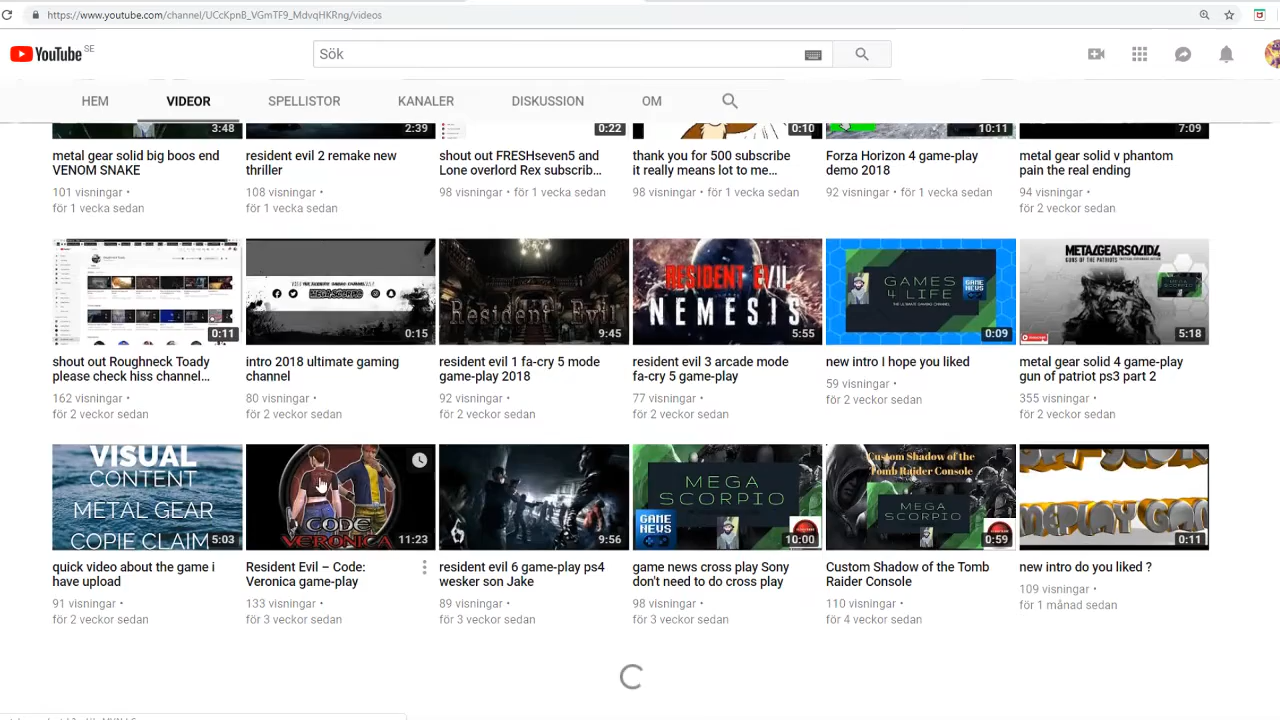 https://www.youtube.com/channel/UCcKpnB_VGmTF9_MdvqHKRng/videos
YouTube SE
Sök
HEM VIDEOR SPELLISTOR KANALER DISKUSSION OM
3:48 2:39 0:22 0:10 10:11 7:09
metal gear solid big boos end
VENOM SNAKE
101 visningar •
för 1 vecka sedan
resident evil 2 remake new
thriller
108 visningar •
för 1 vecka sedan
shout out FRESHseven5 and
Lone overlord Rex subscrib...
98 visningar • för 1 vecka sedan
thank you for 500 subscribe
it really means lot to me...
98 visningar • för 1 vecka sedan
Forza Horizon 4 game-play
demo 2018
92 visningar • för 1 vecka sedan
metal gear solid v phantom
pain the real ending
94 visningar •
för 2 veckor sedan
0:11
shout out Roughneck Toady
please check hiss channel...
162 visningar •
för 2 veckor sedan
MEGA SCORPIO
0:15
intro 2018 ultimate gaming
channel
80 visningar •
för 2 veckor sedan
Resident Evil
9:45
resident evil 1 fa-cry 5 mode
game-play 2018
92 visningar •
för 2 veckor sedan
RESIDENT EVIL
NEMESIS
5:55
resident evil 3 arcade mode
fa-cry 5 game-play
77 visningar •
för 2 veckor sedan
GAMES
4 LIFE
THE ULTIMATE GAMING CHANNEL
GAME
NEWS
0:09
new intro I hope you liked
59 visningar •
för 2 veckor sedan
METAL GEAR SOLID 4
GUNS OF THE PATRIOTS
5:18
metal gear solid 4 game-play
gun of patriot ps3 part 2
355 visningar •
för 2 veckor sedan
VISUAL
CONTENT
METAL GEAR
COPIE CLAIM
5:03
quick video about the game i
have upload
91 visningar •
för 2 veckor sedan
CODE
VERONICA
11:23
Resident Evil – Code:
Veronica game-play
133 visningar •
för 3 veckor sedan
6
9:56
resident evil 6 game-play ps4
wesker son Jake
89 visningar •
för 3 veckor sedan
MEGA
SCORPIO
GAME
NEWS
10:00
game news cross play Sony
don't need to do cross play
98 visningar •
för 3 veckor sedan
Custom Shadow of the
Tomb Raider Console
MEGA
SCORPIO
0:59
Custom Shadow of the Tomb
Raider Console
110 visningar •
för 4 veckor sedan
0:11
new intro do you liked ?
109 visningar •
för 1 månad sedan